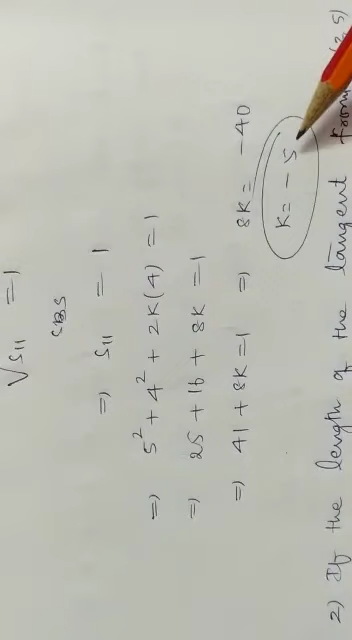 √S₁₁ = 1
SBS
⇒ S₁₁ = 1
⇒ 5² + 4² + 2K(4) = 1
⇒ 25 + 16 + 8K = 1
⇒ 41 + 8K = 1 ⇒ 8K = -40
K = -5
2) If the length of the tangent from 5)